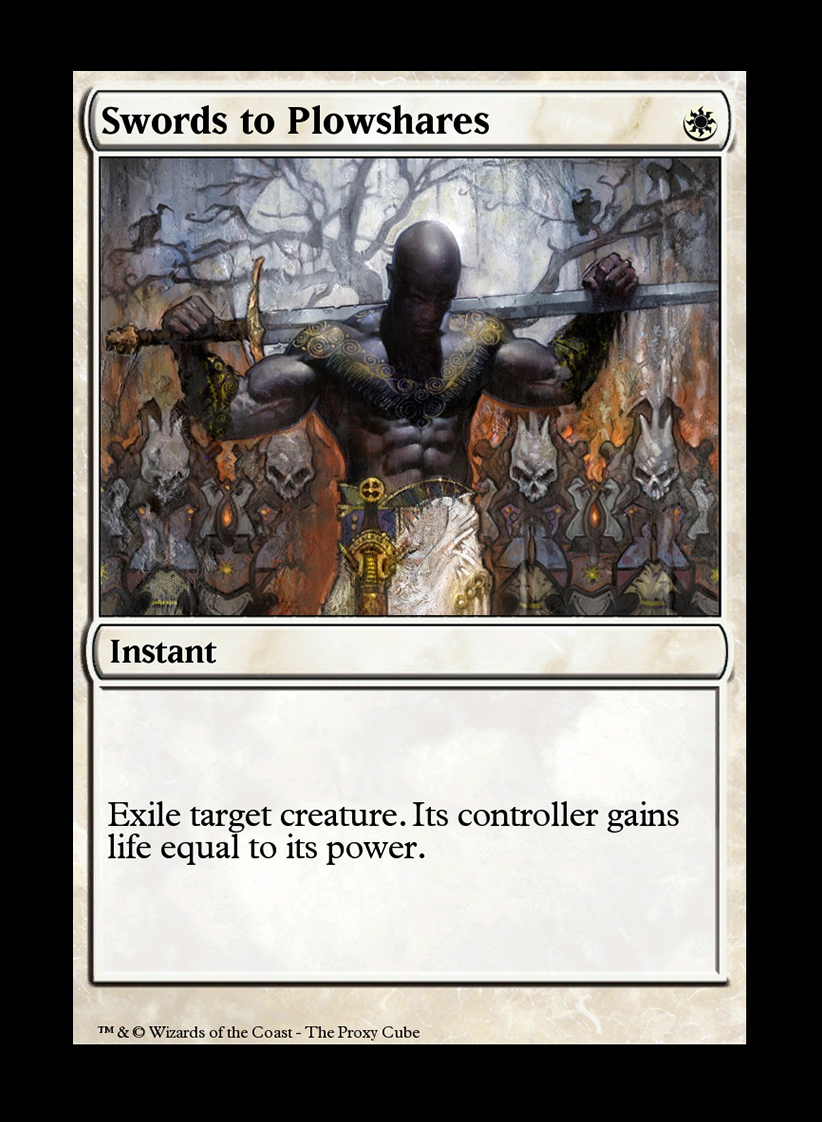 Swords to Plowshares
Instant
Exile target creature. Its controller gains
life equal to its power.
™ & © Wizards of the Coast - The Proxy Cube